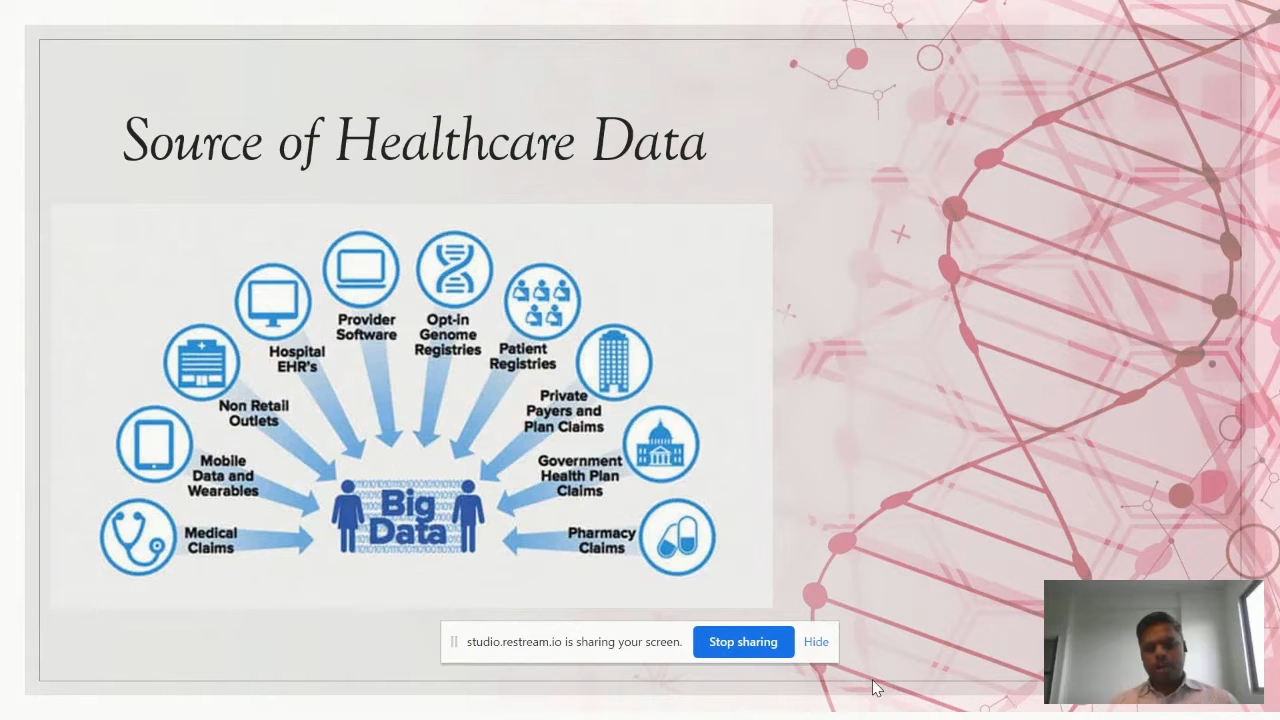 Source of Healthcare Data
Provider
Software
Opt-in
Genome
Registries
Hospital
EHR's
Patient
Registries
Non Retail
Outlets
Private
Payers and
Plan Claims
Mobile
Data and
Wearables
Government
Health Plan
Claims
Medical
Claims
Big
Data
Pharmacy
Claims
studio.restream.io is sharing your screen. Stop sharing Hide